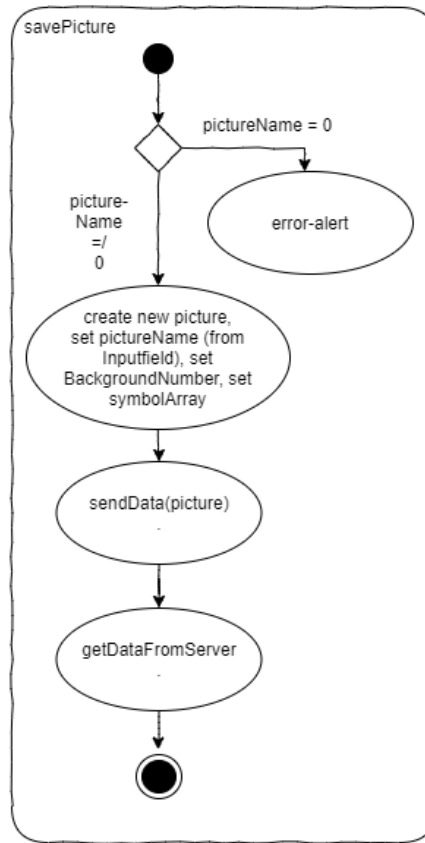 savePicture
pictureName = 0
picture-
Name
=/
0
error-alert
create new picture,
set pictureName (from
Inputfield), set
BackgroundNumber, set
symbolArray
sendData(picture)
.
getDataFromServer
.